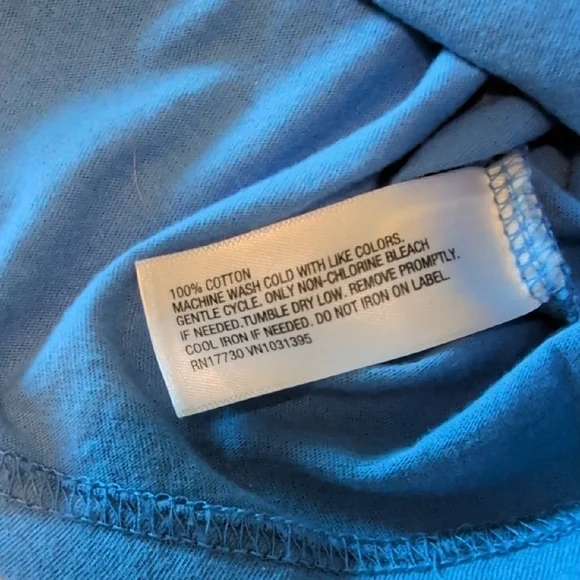 100% COTTON
MACHINE WASH COLD WITH LIKE COLORS.
GENTLE CYCLE. ONLY NON-CHLORINE BLEACH
IF NEEDED.TUMBLE DRY LOW. REMOVE PROMPTLY.
COOL IRON IF NEEDED. DO NOT IRON ON LABEL.
RN17730 VN1031395